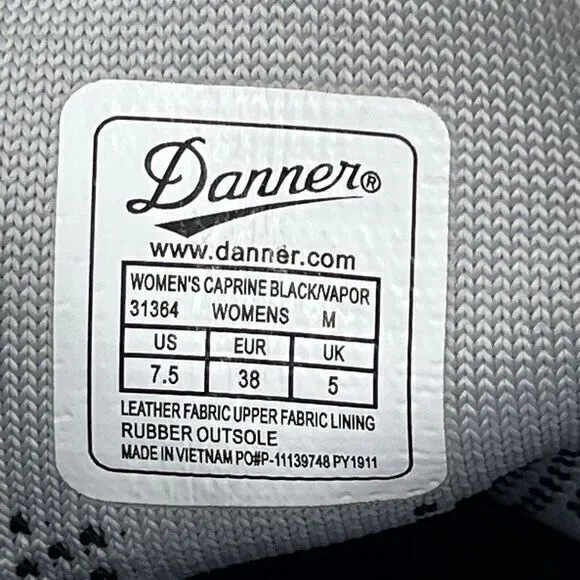 Danner®
www.danner.com
WOMEN'S CAPRINE BLACK/VAPOR
31364 WOMENS M
US EUR UK
7.5 38 5
LEATHER FABRIC UPPER FABRIC LINING
RUBBER OUTSOLE
MADE IN VIETNAM PO#P-11139748 PY1911